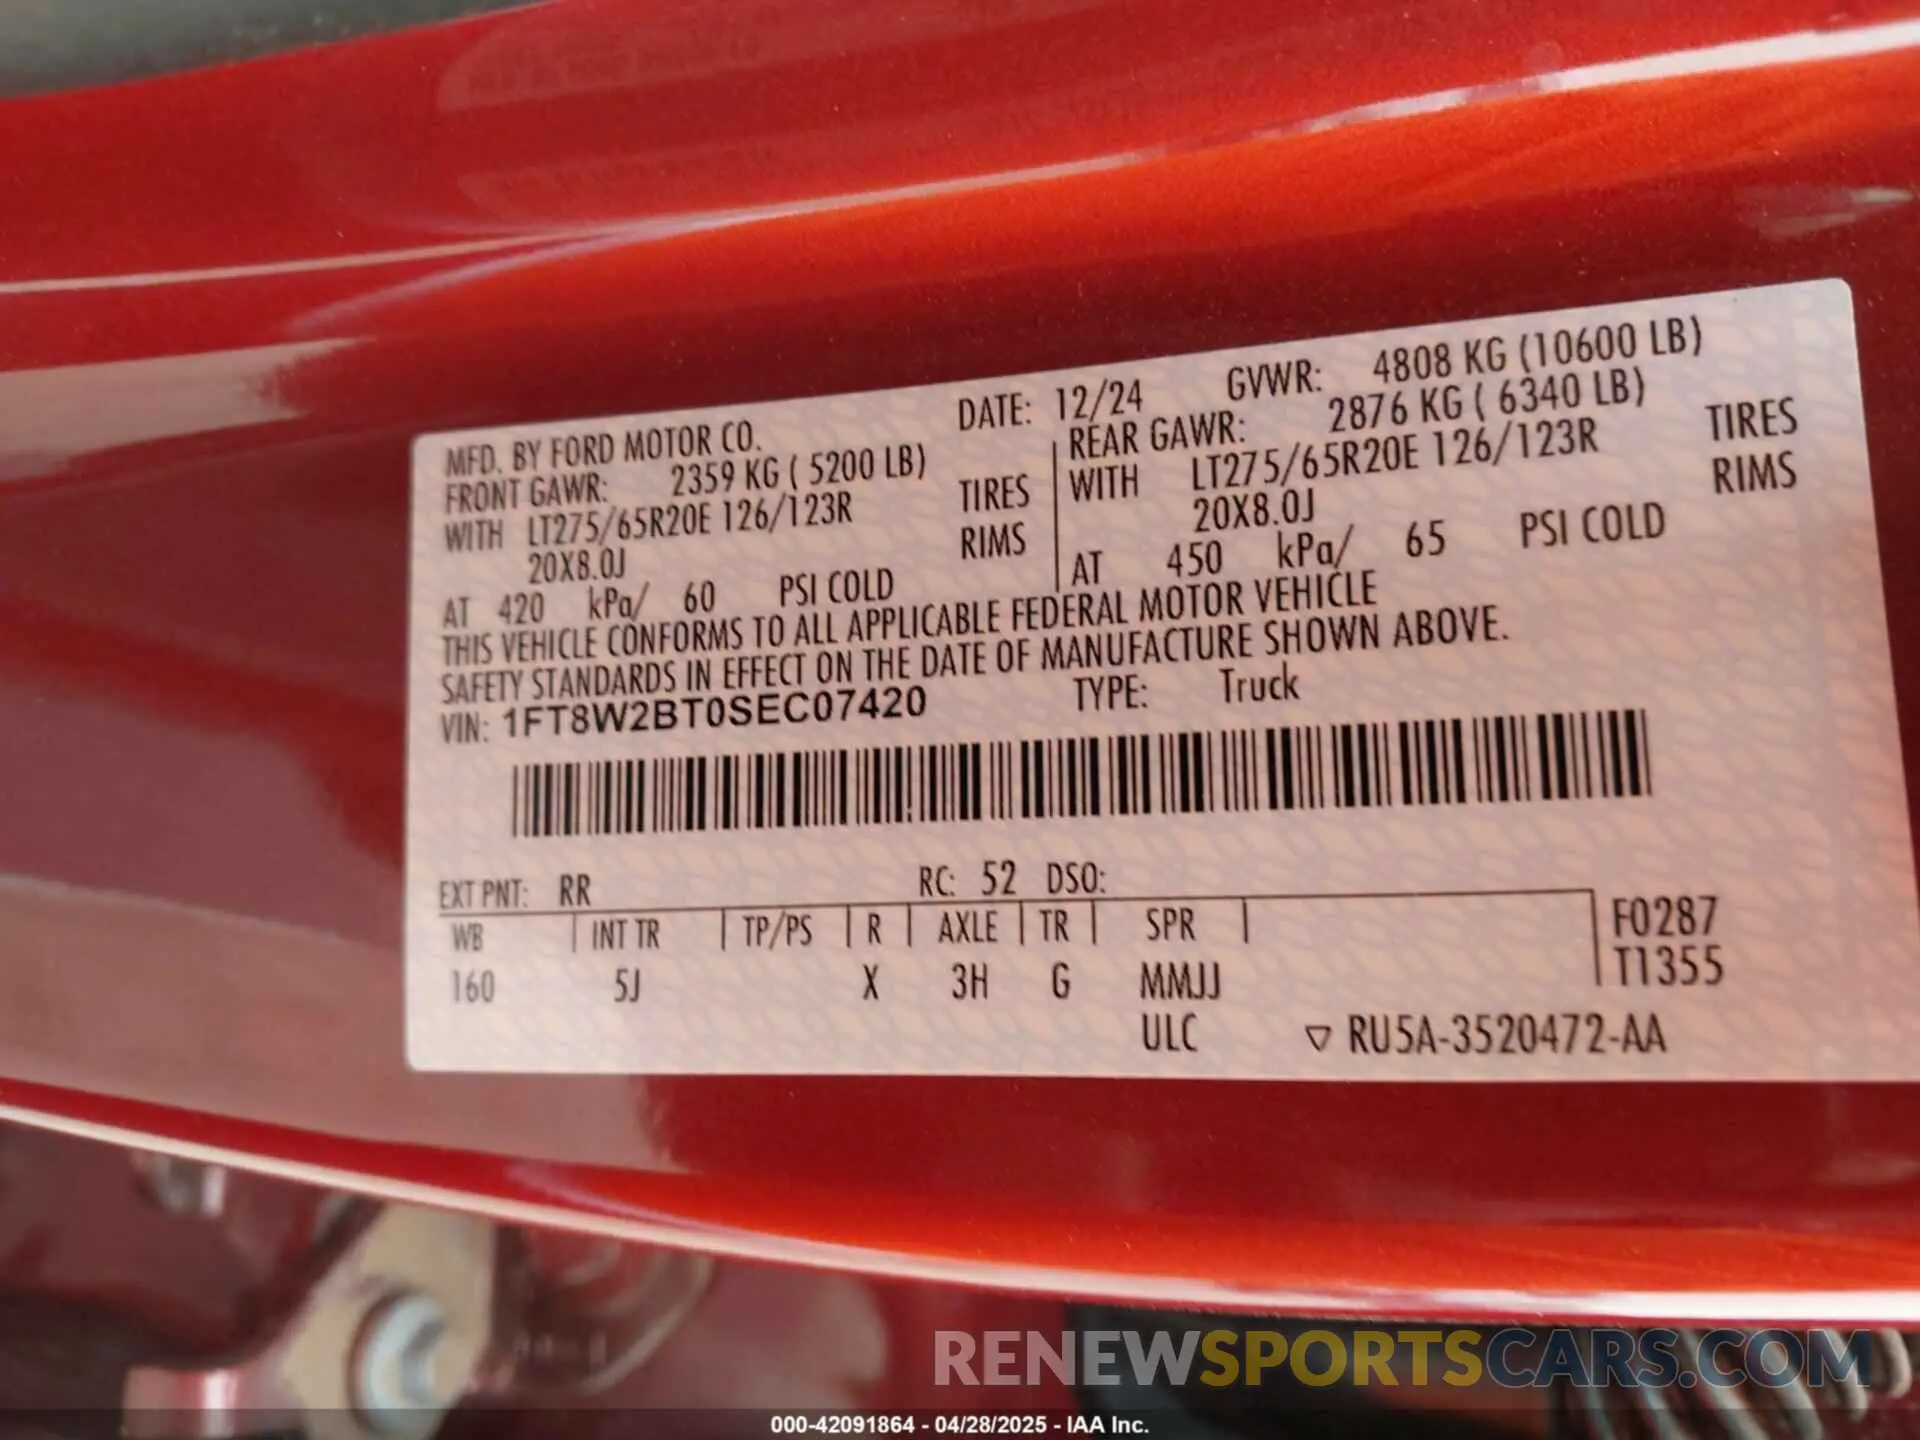 MFD. BY FORD MOTOR CO. DATE: 12/24 GVWR: 4808 KG (10600 LB)
FRONT GAWR: 2359 KG ( 5200 LB) REAR GAWR: 2876 KG ( 6340 LB)
WITH LT275/65R20E 126/123R TIRES WITH LT275/65R20E 126/123R TIRES
20X8.0J RIMS 20X8.0J RIMS
AT 420 kPa/ 60 PSI COLD AT 450 kPa/ 65 PSI COLD
THIS VEHICLE CONFORMS TO ALL APPLICABLE FEDERAL MOTOR VEHICLE
SAFETY STANDARDS IN EFFECT ON THE DATE OF MANUFACTURE SHOWN ABOVE.
VIN: 1FT8W2BT0SEC07420 TYPE: Truck
EXT PNT: RR RC: 52 DSO:
WB INT TR TP/PS R AXLE TR SPR F0287
160 5J X 3H G MMJJ T1355
ULC ▽ RU5A-3520472-AA
RENEWSPORTSCARS.COM
000-42091864 - 04/28/2025 - IAA Inc.